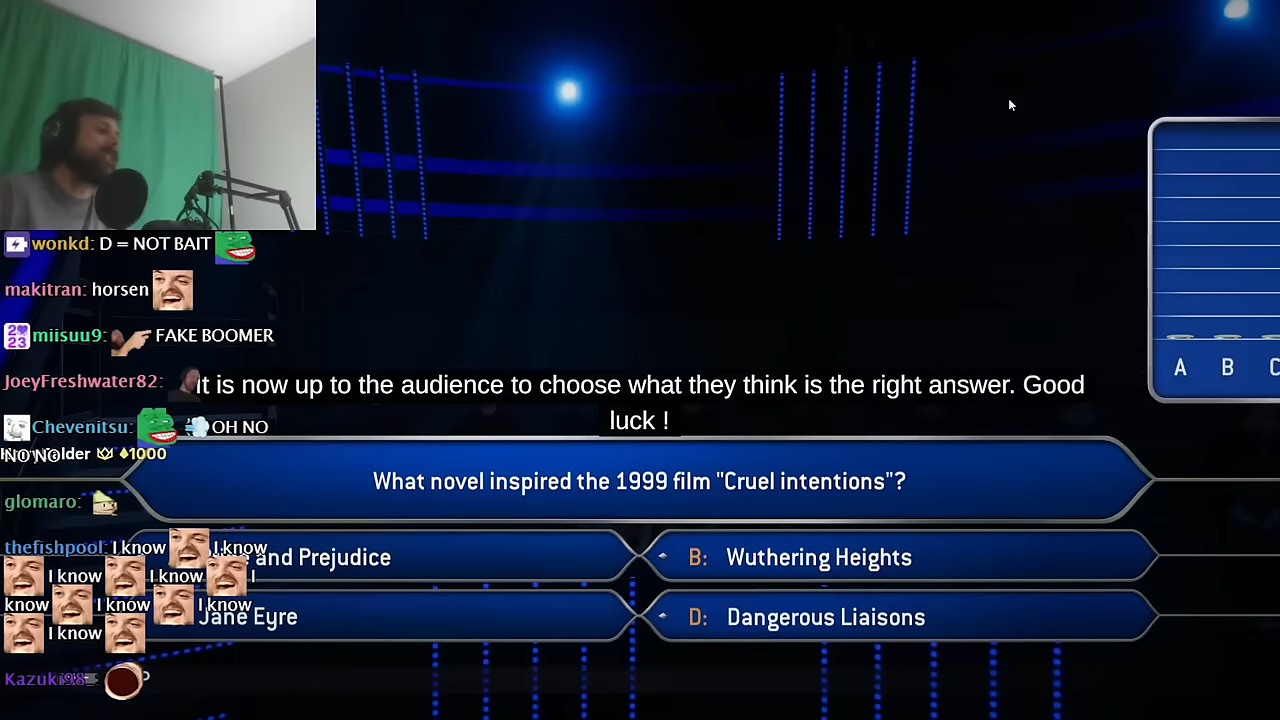 wonkd: D = NOT BAIT
makitran: horsen
miisuu9: FAKE BOOMER
JoeyFreshwater82:
It is now up to the audience to choose what they think is the right answer. Good
luck !
Chevenitsu: OH NO
NO NO
1000
What novel inspired the 1999 film "Cruel intentions"?
glomaro:
thefishpool: I know I know
I know I know I
know I know I know
I know
and Prejudice
B: Wuthering Heights
Jane Eyre
D: Dangerous Liaisons
Kazuki98
A B C